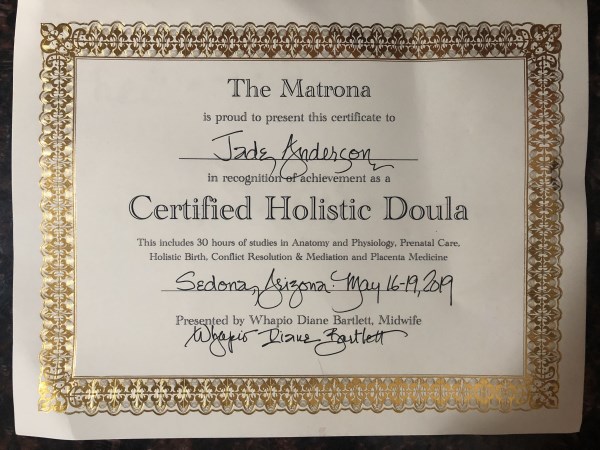 The Matrona
is proud to present this certificate to
Jade Anderson
in recognition of achievement as a
Certified Holistic Doula
This includes 30 hours of studies in Anatomy and Physiology, Prenatal Care,
Holistic Birth, Conflict Resolution & Mediation and Placenta Medicine
Sedona, Arizona. May 16-19, 2019
Presented by Whapio Diane Bartlett, Midwife
Whapio Diane Bartlett